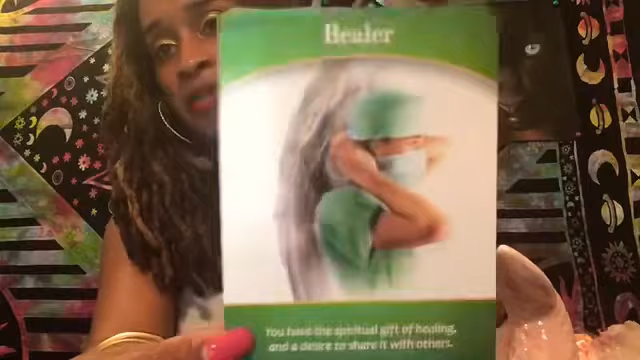 Healer
You have the spiritual gift of healing,
and a desire to share it with others.